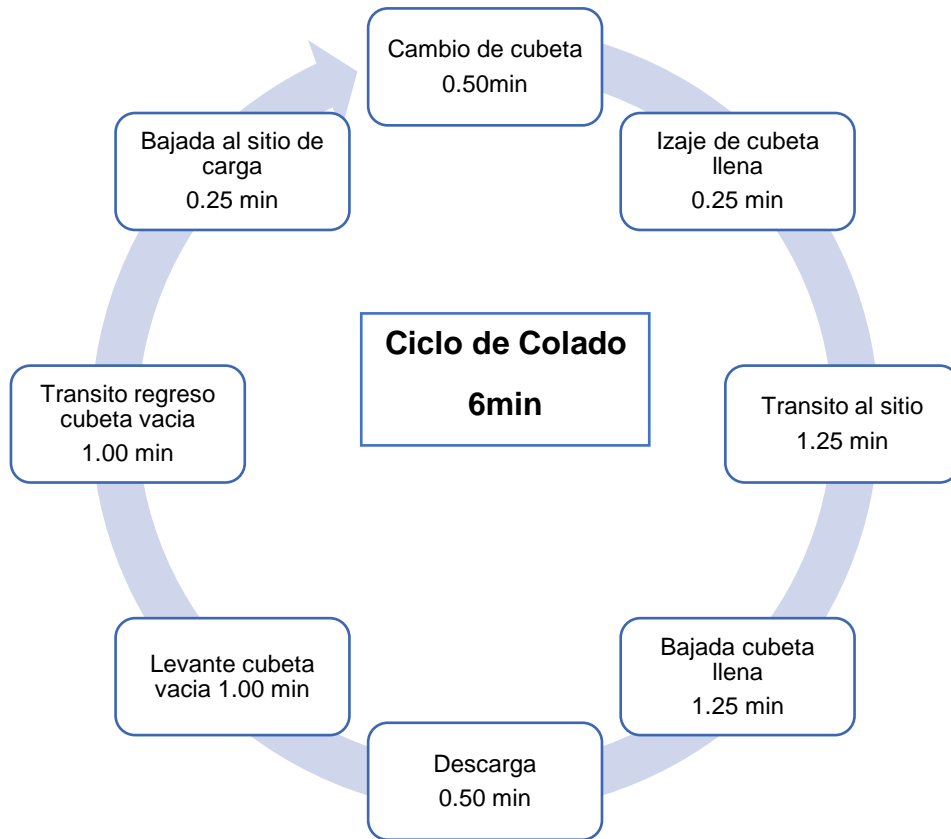 Cambio de cubeta
0.50min
Izaje de cubeta
llena
0.25 min
Transito al sitio
1.25 min
Bajada cubeta
llena
1.25 min
Descarga
0.50 min
Levante cubeta
vacia 1.00 min
Transito regreso
cubeta vacia
1.00 min
Bajada al sitio de
carga
0.25 min
Ciclo de Colado
6min